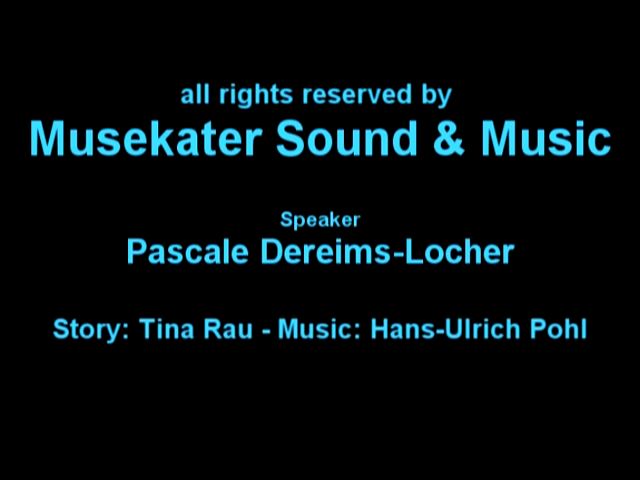 all rights reserved by
Musekater Sound & Music
Speaker
Pascale Dereims-Locher
Story: Tina Rau - Music: Hans-Ulrich Pohl